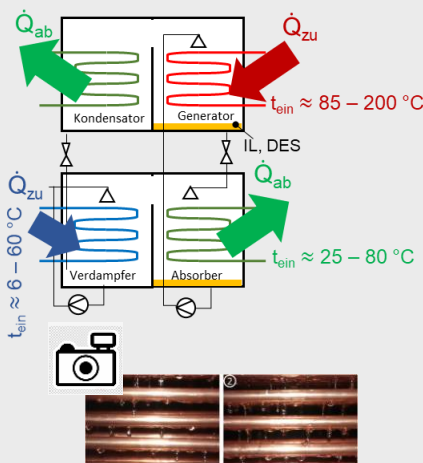 Q̇ab
Q̇zu
tein ≈ 85 – 200 °C
Kondensator
Generator
IL, DES
Q̇zu
Q̇ab
tein ≈ 25 – 80 °C
tein ≈ 6 – 60 °C
Verdampfer
Absorber
②